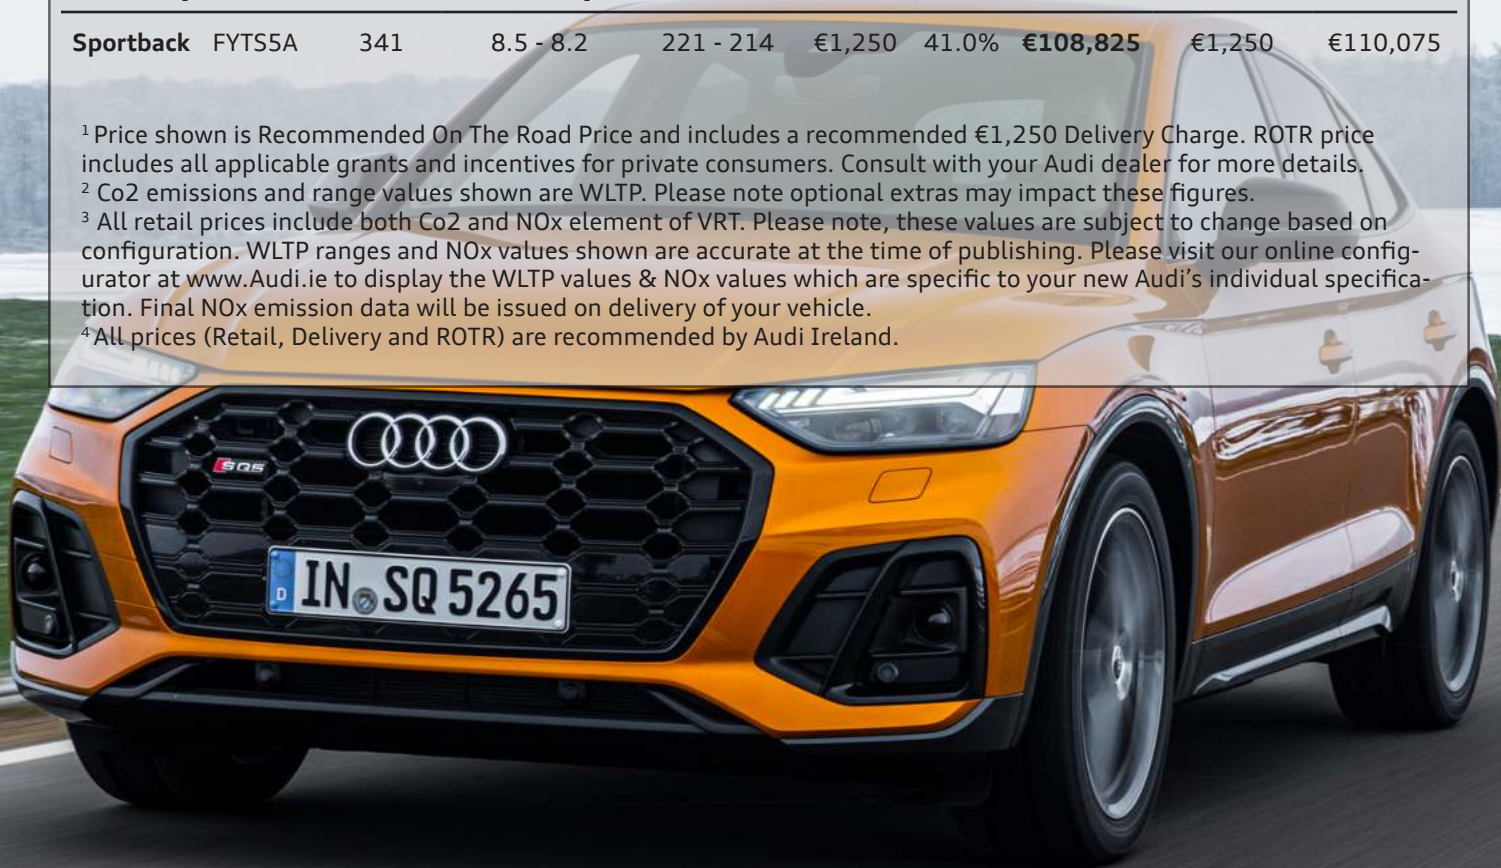 Sportback FYTS5A 341 8.5 - 8.2 221 - 214 €1,250 41.0% €108,825 €1,250 €110,075
1 Price shown is Recommended On The Road Price and includes a recommended €1,250 Delivery Charge. ROTR price
includes all applicable grants and incentives for private consumers. Consult with your Audi dealer for more details.
2 Co2 emissions and range values shown are WLTP. Please note optional extras may impact these figures.
3 All retail prices include both Co2 and NOx element of VRT. Please note, these values are subject to change based on
configuration. WLTP ranges and NOx values shown are accurate at the time of publishing. Please visit our online config-
urator at www.Audi.ie to display the WLTP values & NOx values which are specific to your new Audi’s individual specifica-
tion. Final NOx emission data will be issued on delivery of your vehicle.
4 All prices (Retail, Delivery and ROTR) are recommended by Audi Ireland.
SQ5
D IN SQ 5265